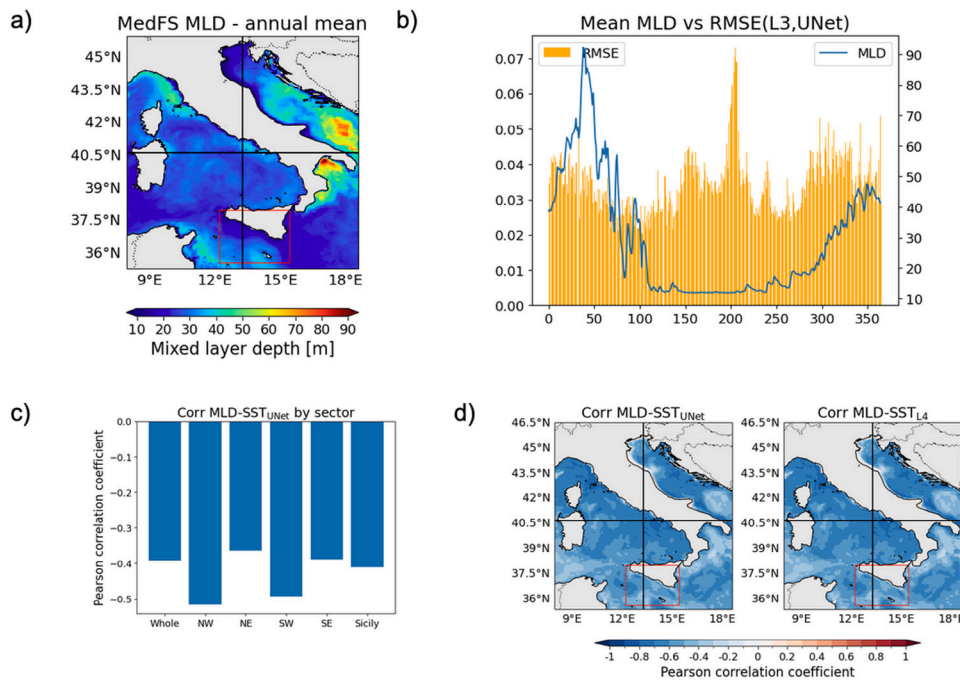 a)
MedFS MLD - annual mean
45°N
43.5°N
42°N
40.5°N
39°N
37.5°N
36°N
9°E 12°E 15°E 18°E
10 20 30 40 50 60 70 80 90
Mixed layer depth [m]
b)
Mean MLD vs RMSE(L3,UNet)
RMSE
MLD
0.07
0.06
0.05
0.04
0.03
0.02
0.01
0.00
90
80
70
60
50
40
30
20
10
0 50 100 150 200 250 300 350
c)
Corr MLD-SST_UNet by sector
Pearson correlation coefficient
0.0
−0.1
−0.2
−0.3
−0.4
−0.5
Whole NW NE SW SE Sicily
d)
Corr MLD-SST_UNet
46.5°N
45°N
43.5°N
42°N
40.5°N
39°N
37.5°N
36°N
9°E 12°E 15°E 18°E
Corr MLD-SST_L4
46.5°N
45°N
43.5°N
42°N
40.5°N
39°N
37.5°N
36°N
9°E 12°E 15°E 18°E
-1 -0.8 -0.6 -0.4 -0.2 0 0.2 0.4 0.6 0.8 1
Pearson correlation coefficient